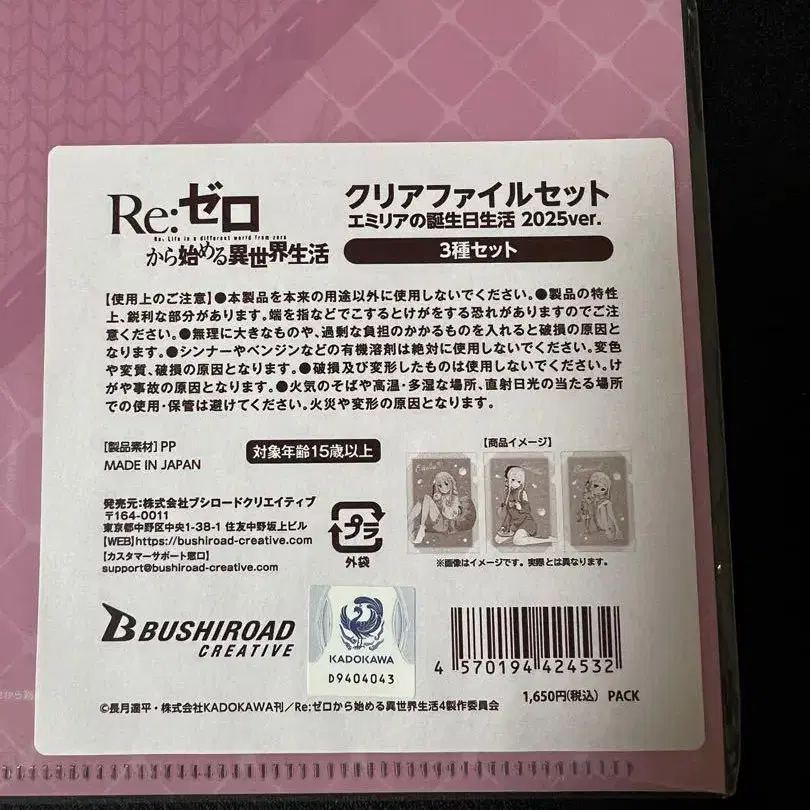 Re:ゼロ
Re: Life in a different world from zero
から始める異世界生活
クリアファイルセット
エミリアの誕生日生活 2025ver.
3種セット
【使用上のご注意】●本製品を本来の用途以外に使用しないでください。●製品の特性
上、鋭利な部分があります。端を指などでこするとけがをする恐れがありますのでご注
意ください。●無理に大きなものや、過剰な負担のかかるものを入れると破損の原因と
なります。●シンナーやベンジンなどの有機溶剤は絶対に使用しないでください。変色
や変質、破損の原因となります。●破損及び変形したものは使用しないでください。け
がや事故の原因となります。●火気のそばや高温・多湿な場所、直射日光の当たる場所
での使用・保管は避けてください。火災や変形の原因となります。
[製品素材] PP
MADE IN JAPAN
対象年齢15歳以上
【商品イメージ】
※画像はイメージです。実際とは異なります。
発売元:株式会社ブシロードクリエイティブ
〒164-0011
東京都中野区中央1-38-1 住友中野坂上ビル
【WEB】https://bushiroad-creative.com/
【カスタマーサポート窓口】
support@bushiroad-creative.com
プラ
外袋
BUSHIROAD
CREATIVE
KADOKAWA
D9404043
4 570194 424532
1,650円(税込) PACK
©長月達平・株式会社KADOKAWA刊/Re:ゼロから始める異世界生活4製作委員会